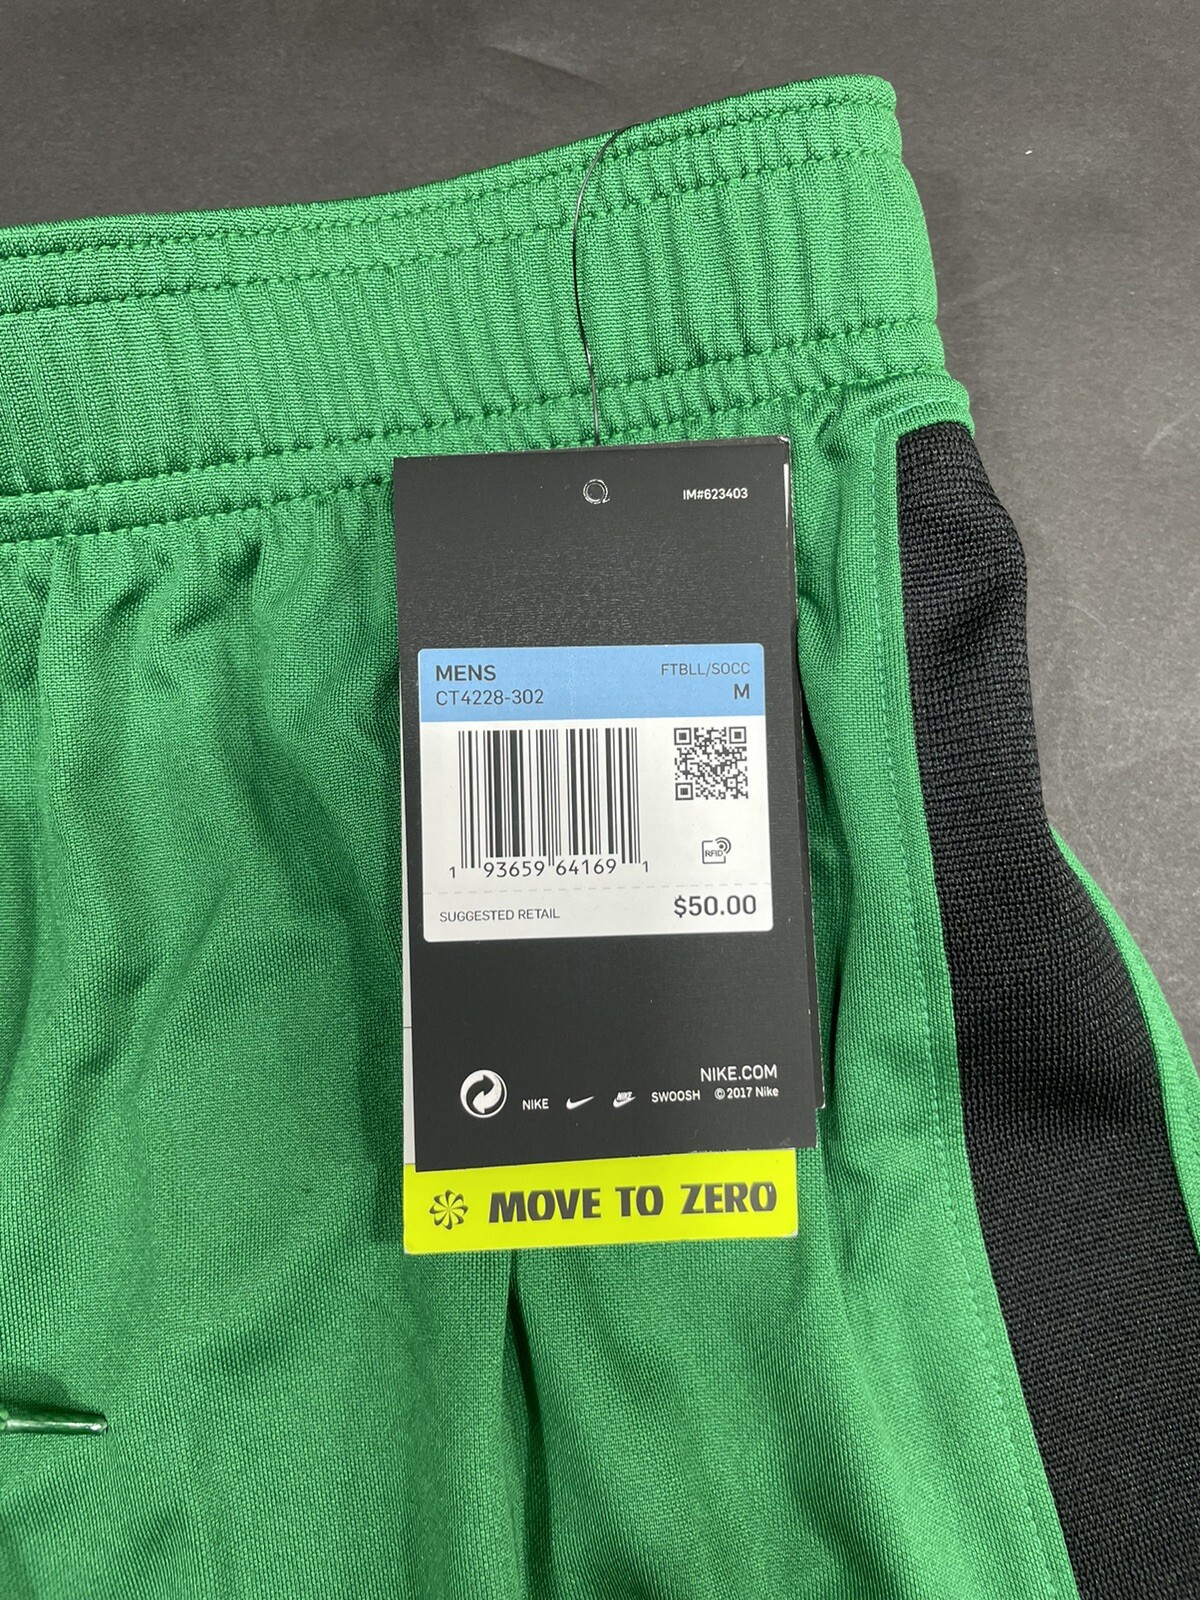 IM#623403
MENS FTBLL/SOCC
CT4228-302 M
RFID
1 93659 64169 1
SUGGESTED RETAIL $50.00
NIKE.COM
NIKE NIKE SWOOSH © 2017 Nike
MOVE TO ZERO